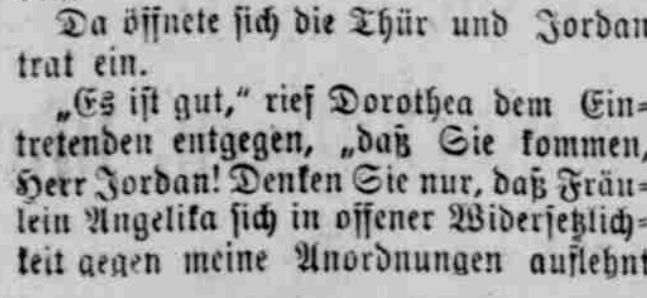 Da öffnete sich die Thür und Jordan
trat ein.
„Es ist gut,“ rief Dorothea dem Ein=
tretenden entgegen, „daß Sie kommen,
Herr Jordan! Denken Sie nur, daß Fräu=
lein Angelika sich in offener Widersetzlich=
keit gegen meine Anordnungen auflehnt